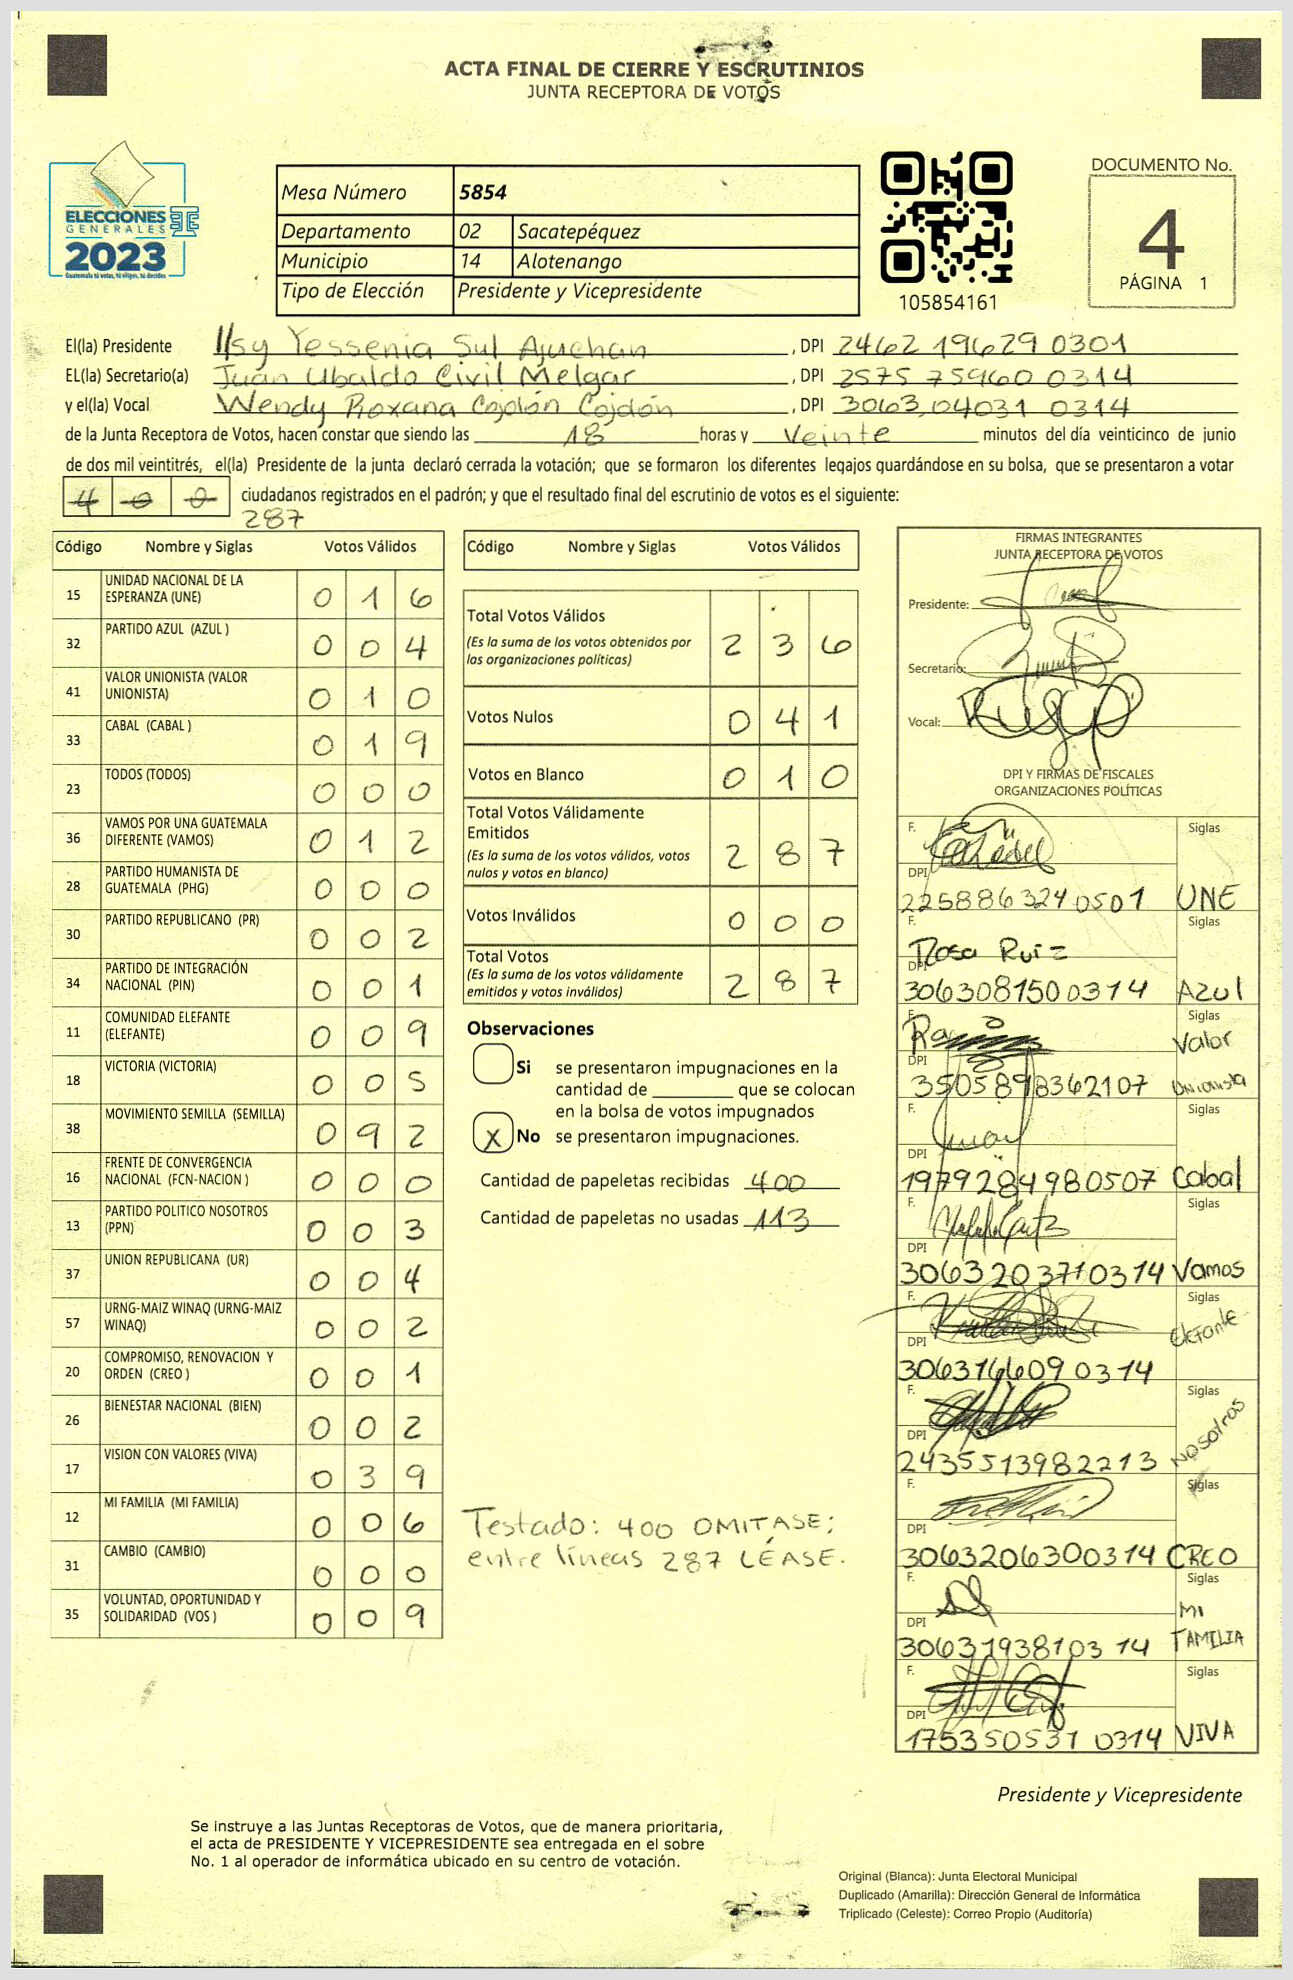 ACTA FINAL DE CIERRE Y ESCRUTINIOS
JUNTA RECEPTORA DE VOTOS
ELECCIONES
GENERALES
2023
Guatemala tú votas, tú eliges, tú decides
Mesa Número 5854
Departamento 02 Sacatepéquez
Municipio 14 Alotenango
Tipo de Elección Presidente y Vicepresidente
105854161
DOCUMENTO No.
4
PÁGINA 1
El(la) Presidente Ilsy Yessenia Sul Ajuchan , DPI 2462 19629 0301
EL(la) Secretario(a) Juan Ubaldo Civil Melgar , DPI 2575 75960 0314
y el(la) Vocal Wendy Roxana Cojolón Cojolón , DPI 3063 04031 0314
de la Junta Receptora de Votos, hacen constar que siendo las 18 horas y veinte minutos del día veinticinco de junio
de dos mil veintitrés, el(la) Presidente de la junta declaró cerrada la votación; que se formaron los diferentes legajos guardándose en su bolsa, que se presentaron a votar
4 0 0 ciudadanos registrados en el padrón; y que el resultado final del escrutinio de votos es el siguiente:
287
Código Nombre y Siglas Votos Válidos
15 UNIDAD NACIONAL DE LA ESPERANZA (UNE) 0 1 6
32 PARTIDO AZUL (AZUL ) 0 0 4
41 VALOR UNIONISTA (VALOR UNIONISTA) 0 1 0
33 CABAL (CABAL ) 0 1 9
23 TODOS (TODOS) 0 0 0
36 VAMOS POR UNA GUATEMALA DIFERENTE (VAMOS) 0 1 2
28 PARTIDO HUMANISTA DE GUATEMALA (PHG) 0 0 0
30 PARTIDO REPUBLICANO (PR) 0 0 2
34 PARTIDO DE INTEGRACIÓN NACIONAL (PIN) 0 0 1
11 COMUNIDAD ELEFANTE (ELEFANTE) 0 0 9
18 VICTORIA (VICTORIA) 0 0 5
38 MOVIMIENTO SEMILLA (SEMILLA) 0 9 2
16 FRENTE DE CONVERGENCIA NACIONAL (FCN-NACION ) 0 0 0
13 PARTIDO POLITICO NOSOTROS (PPN) 0 0 3
37 UNION REPUBLICANA (UR) 0 0 4
57 URNG-MAIZ WINAQ (URNG-MAIZ WINAQ) 0 0 2
20 COMPROMISO, RENOVACION Y ORDEN (CREO ) 0 0 1
26 BIENESTAR NACIONAL (BIEN) 0 0 2
17 VISION CON VALORES (VIVA) 0 3 9
12 MI FAMILIA (MI FAMILIA) 0 0 6
31 CAMBIO (CAMBIO) 0 0 0
35 VOLUNTAD, OPORTUNIDAD Y SOLIDARIDAD (VOS ) 0 0 9
Código Nombre y Siglas Votos Válidos
Total Votos Válidos 2 3 6
(Es la suma de los votos obtenidos por
las organizaciones políticas)
Votos Nulos 0 4 1
Votos en Blanco 0 1 0
Total Votos Válidamente
Emitidos 2 8 7
(Es la suma de los votos válidos, votos
nulos y votos en blanco)
Votos Inválidos 0 0 0
Total Votos 2 8 7
(Es la suma de los votos válidamente
emitidos y votos inválidos)
Observaciones
Si se presentaron impugnaciones en la
cantidad de ________ que se colocan
en la bolsa de votos impugnados
X No se presentaron impugnaciones.
Cantidad de papeletas recibidas 400
Cantidad de papeletas no usadas 113
Testado: 400 OMITASE;
entre líneas 287 LÉASE.
FIRMAS INTEGRANTES
JUNTA RECEPTORA DE VOTOS
Presidente:
Secretario:
Vocal:
DPI Y FIRMAS DE FISCALES
ORGANIZACIONES POLÍTICAS
F. Siglas
DPI
225886324 0501 UNE
F. Siglas
Rosa Ruiz
DPI
3063081500314 Azul
F. Siglas
DPI
3505898362107 Valor Unionista
F. Siglas
DPI
1979284980507 Cabal
F. Siglas
DPI
3063203710314 Vamos
F. Siglas
DPI
306316609 0314 Elefante
F. Siglas
DPI
2435513982213 NOSOTROS
F. Siglas
DPI
3063206300314 CREO
F. Siglas
DPI
3063193810314 MI FAMILIA
F. Siglas
DPI
175350531 0314 VIVA
Presidente y Vicepresidente
Se instruye a las Juntas Receptoras de Votos, que de manera prioritaria,
el acta de PRESIDENTE Y VICEPRESIDENTE sea entregada en el sobre
No. 1 al operador de informática ubicado en su centro de votación.
Original (Blanca): Junta Electoral Municipal
Duplicado (Amarilla): Dirección General de Informática
Triplicado (Celeste): Correo Propio (Auditoría)